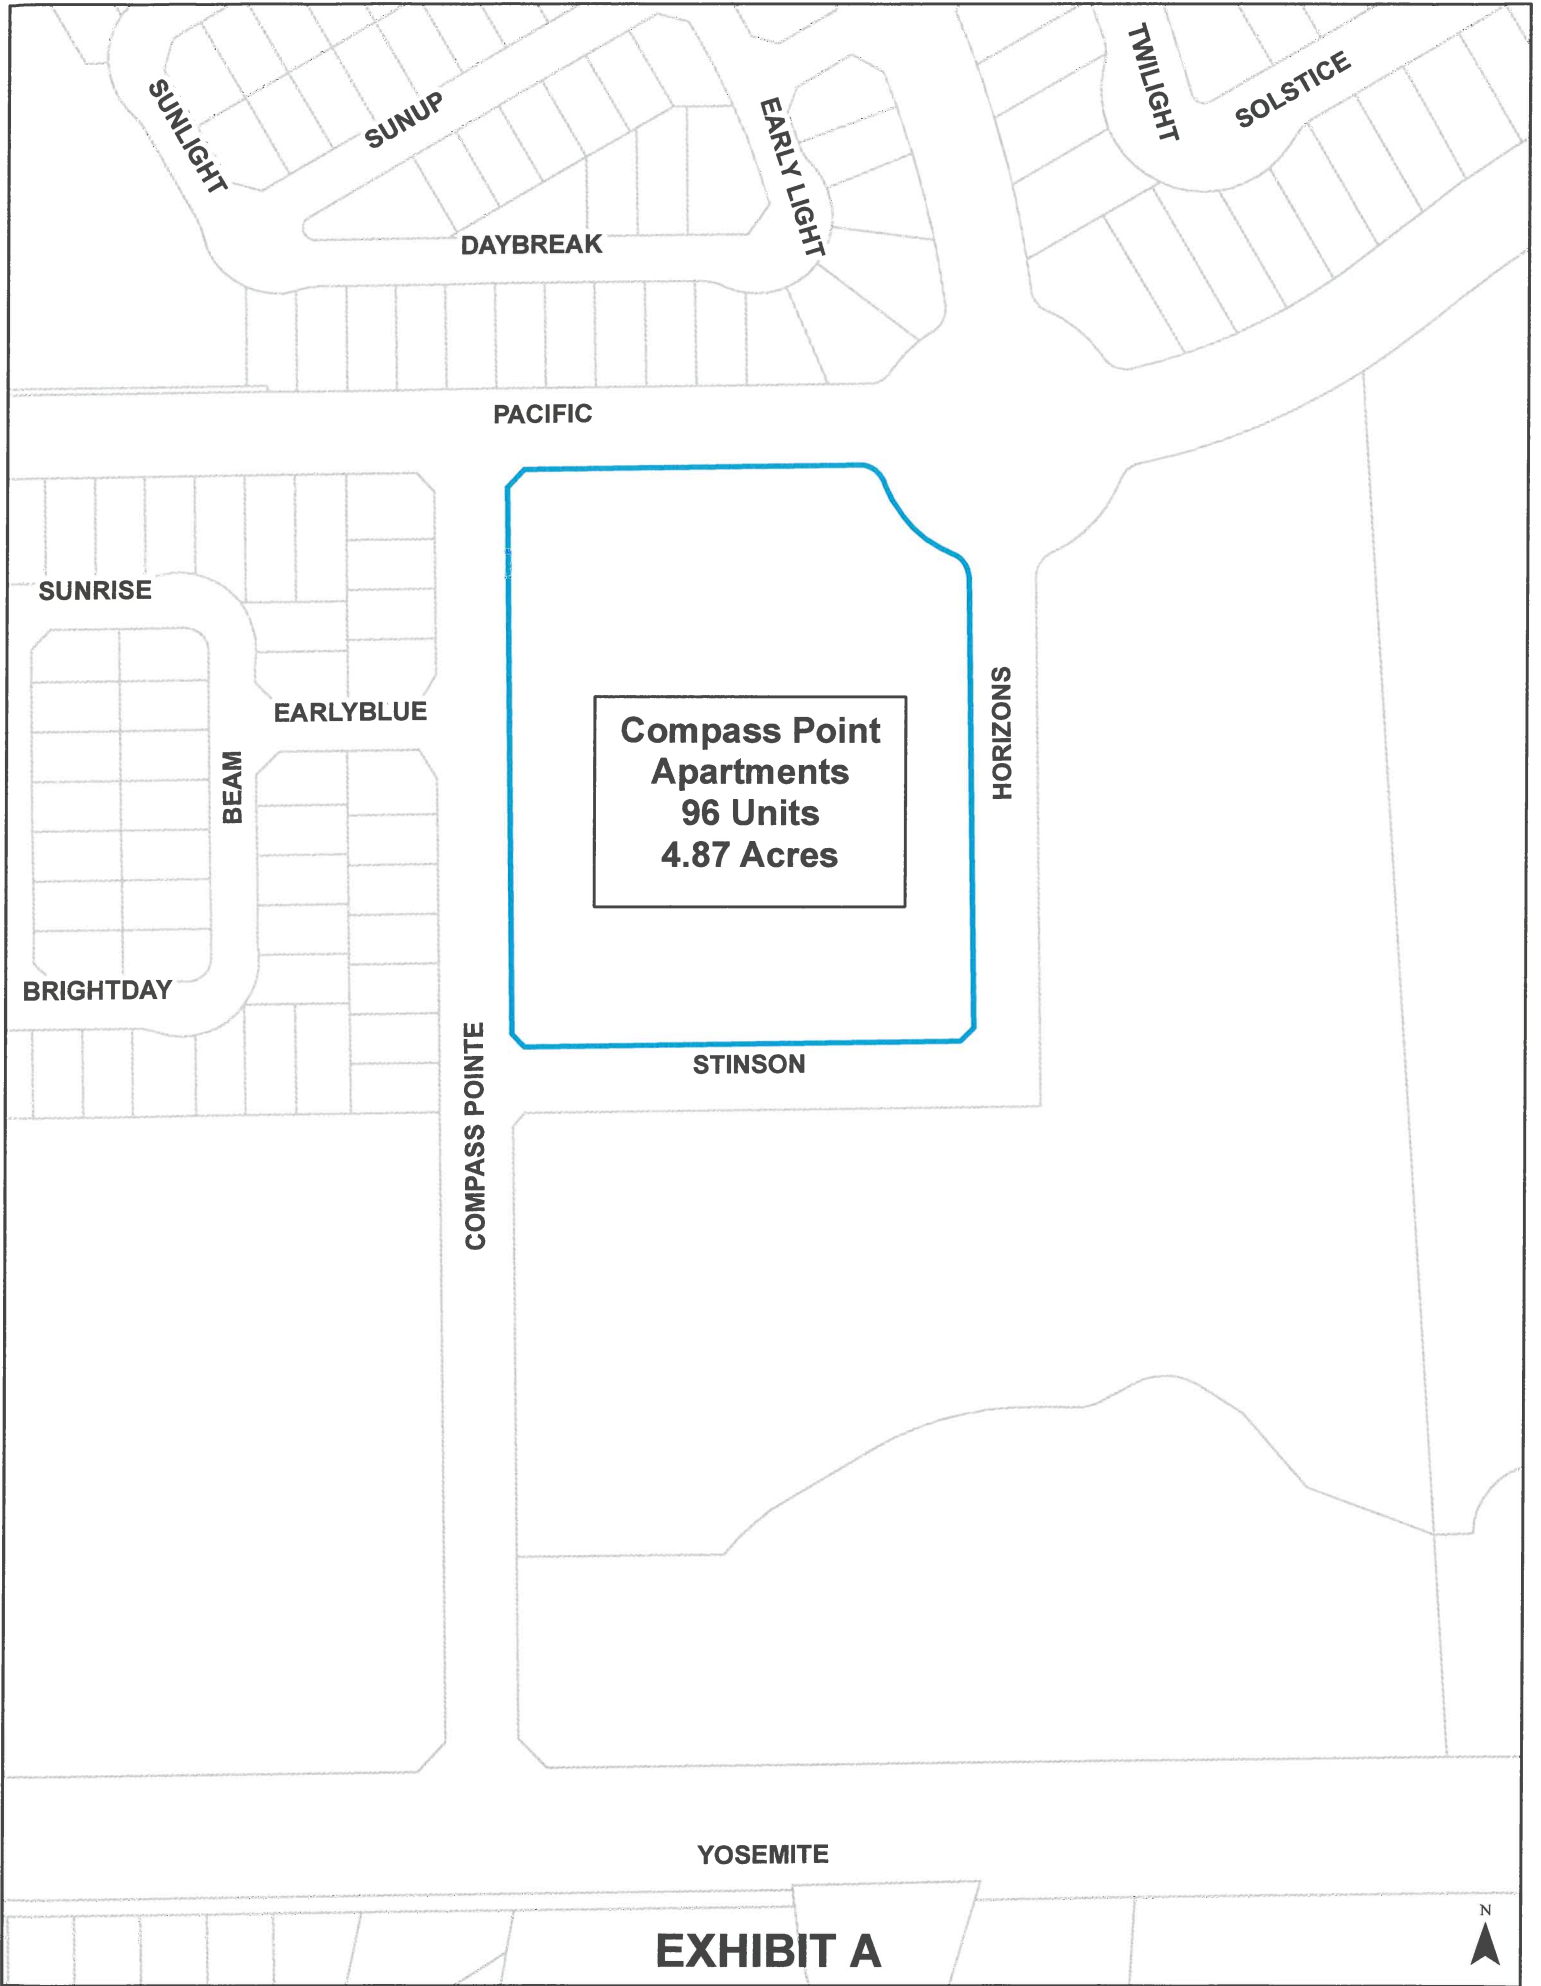 TWILIGHT
SOLSTICE
SUNLIGHT
SUNUP
EARLY LIGHT
DAYBREAK
PACIFIC
SUNRISE
EARLYBLUE
BEAM
HORIZONS
Compass Point
Apartments
96 Units
4.87 Acres
BRIGHTDAY
STINSON
COMPASS POINTE
YOSEMITE
N
EXHIBIT A